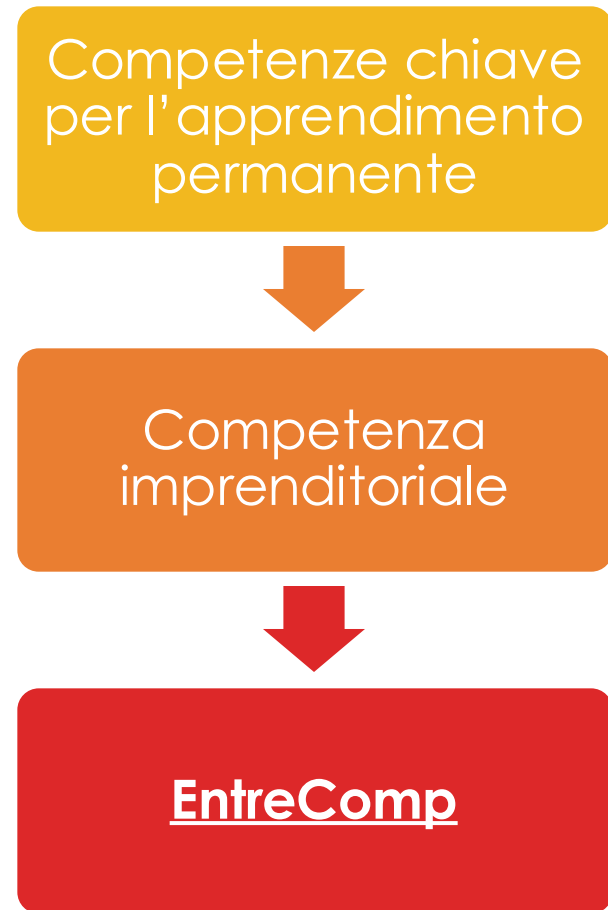 Competenze chiave
per l’apprendimento
permanente
Competenza
imprenditoriale
EntreComp